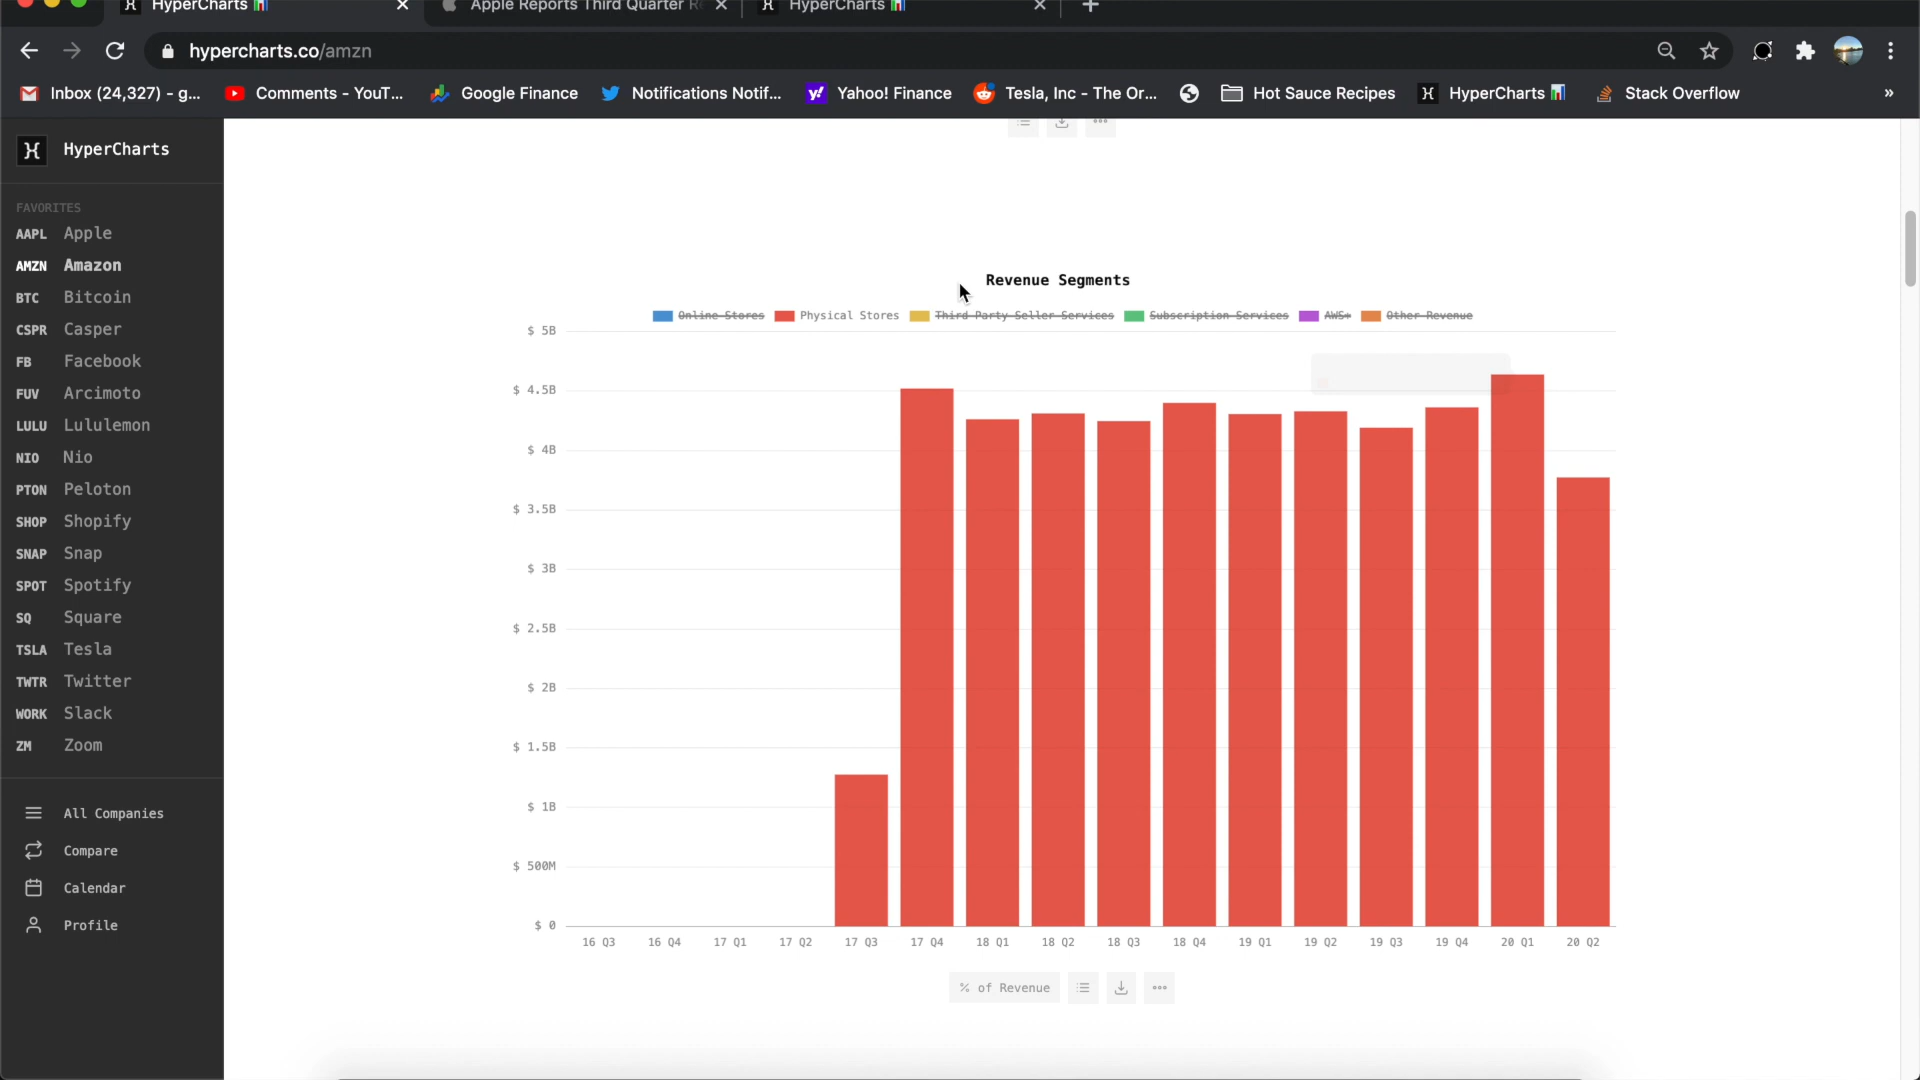 HyperCharts
Apple Reports Third Quarter Re
HyperCharts
hypercharts.co/amzn
Inbox (24,327) - g...
Comments - YouT...
Google Finance
Notifications Notif...
Yahoo! Finance
Tesla, Inc - The Or...
Hot Sauce Recipes
HyperCharts
Stack Overflow
»
HyperCharts
FAVORITES
AAPL Apple
AMZN Amazon
BTC Bitcoin
CSPR Casper
FB Facebook
FUV Arcimoto
LULU Lululemon
NIO Nio
PTON Peloton
SHOP Shopify
SNAP Snap
SPOT Spotify
SQ Square
TSLA Tesla
TWTR Twitter
WORK Slack
ZM Zoom
All Companies
Compare
Calendar
Profile
Revenue Segments
Online Stores Physical Stores Third Party Seller Services Subscription Services AWS+ Other Revenue
$ 5B
$ 4.5B
$ 4B
$ 3.5B
$ 3B
$ 2.5B
$ 2B
$ 1.5B
$ 1B
$ 500M
$ 0
16 Q3 16 Q4 17 Q1 17 Q2 17 Q3 17 Q4 18 Q1 18 Q2 18 Q3 18 Q4 19 Q1 19 Q2 19 Q3 19 Q4 20 Q1 20 Q2
% of Revenue